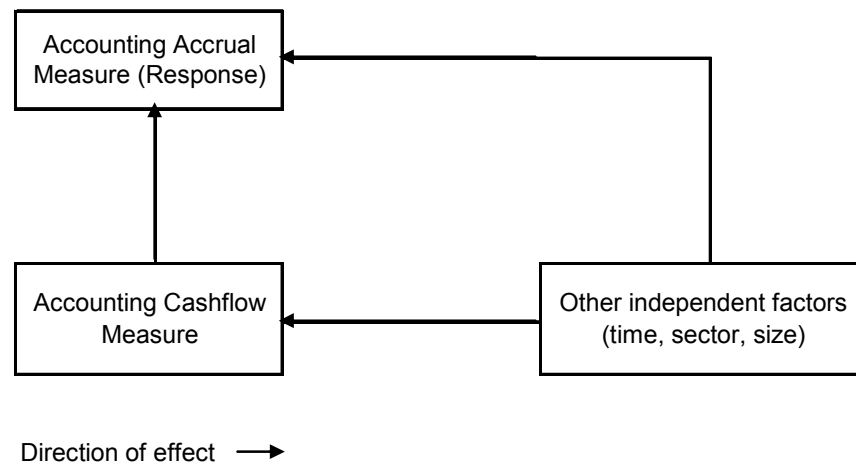 Accounting Accrual
Measure (Response)
Accounting Cashflow
Measure
Other independent factors
(time, sector, size)
Direction of effect